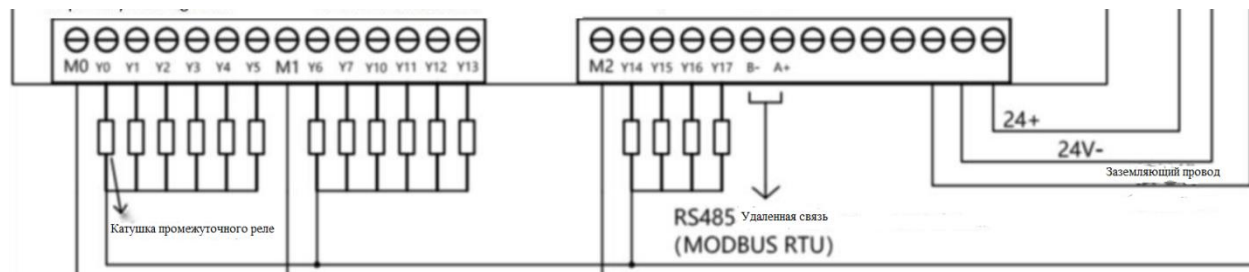 M0 Y0 Y1 Y2 Y3 Y4 Y5 M1 Y6 Y7 Y10 Y11 Y12 Y13
M2 Y14 Y15 Y16 Y17 B- A+
24+
24V-
Заземляющий провод
Катушка промежуточного реле
RS485 Удаленная связь
(MODBUS RTU)